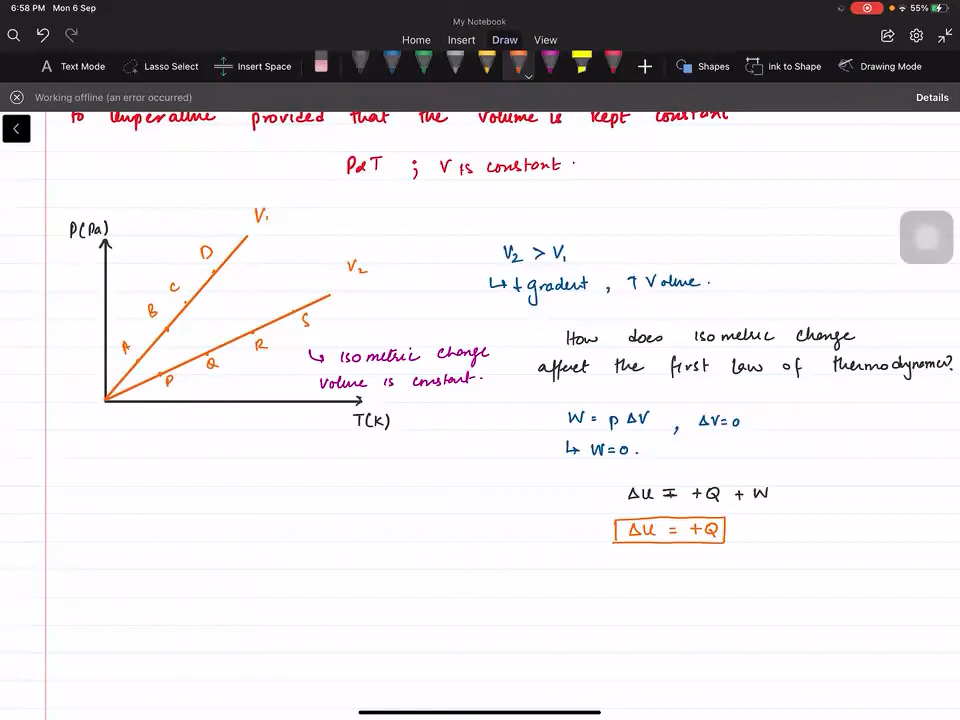 6:58 PM Mon 6 Sep
55%
My Notebook
Home Insert Draw View
Text Mode Lasso Select Insert Space Shapes Ink to Shape Drawing Mode
Working offline (an error occurred) Details
to temperature provided that the volume is kept constant
P∝T ; V is constant.
P(Pa)
V₁
D
V₂
C
B
S
A
R
Q
P
↳ isometric change
volume is constant.
T(K)
V₂ > V₁
↳ ↓ gradient, ↑ Volume.
How does isometric change
affect the first law of thermodynamics?
W = p ΔV , ΔV=0
↳ W=0.
ΔU = +Q + W
ΔU = +Q